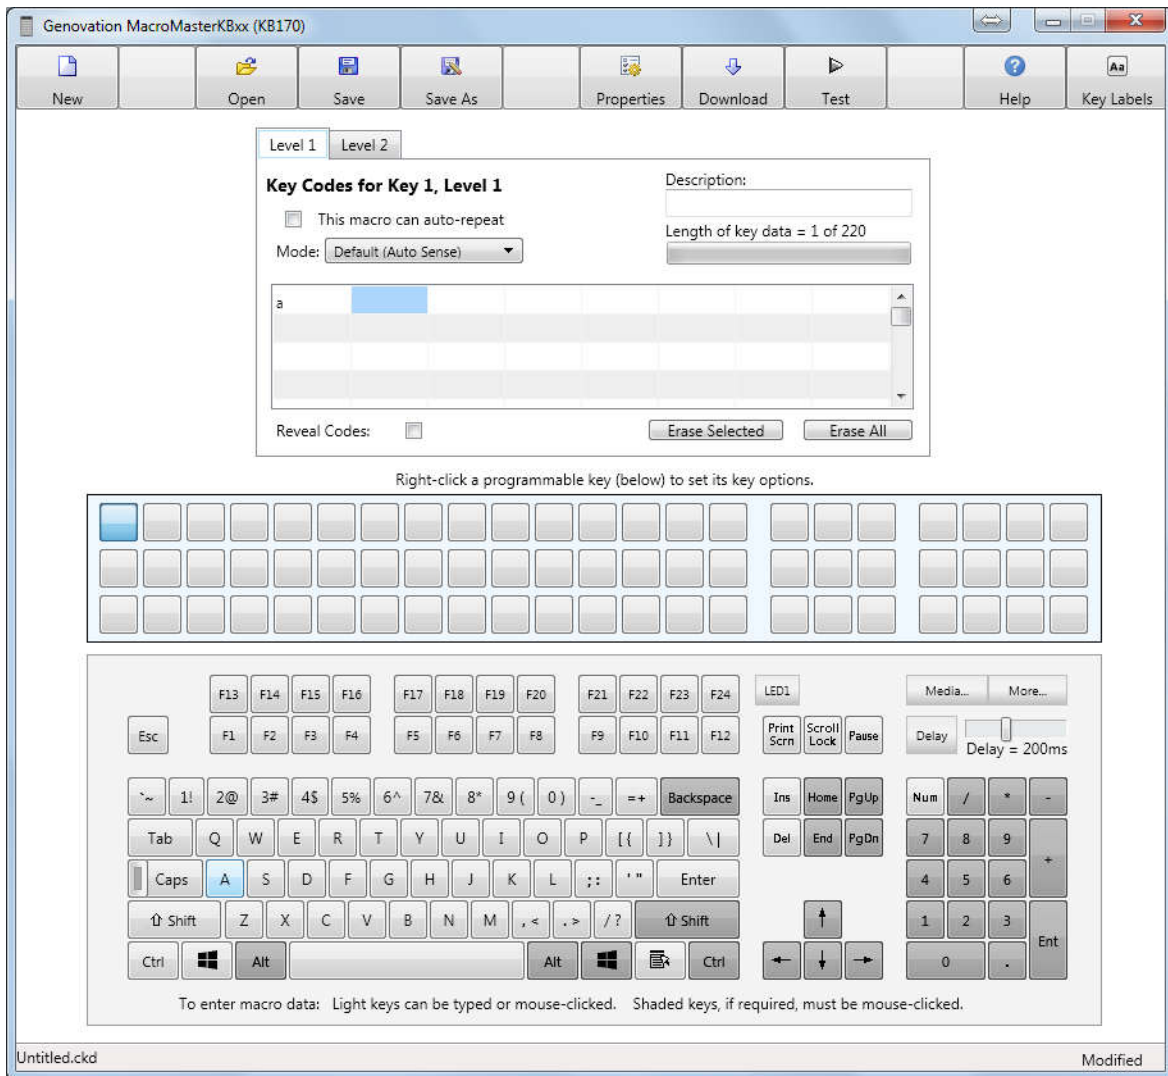 Genovation MacroMasterKBxx (KB170)
New Open Save Save As Properties Download Test Help Key Labels
Level 1 Level 2
Key Codes for Key 1, Level 1
Description:
This macro can auto-repeat
Length of key data = 1 of 220
Mode: Default (Auto Sense)
a
Reveal Codes: Erase Selected Erase All
Right-click a programmable key (below) to set its key options.
F13 F14 F15 F16 F17 F18 F19 F20 F21 F22 F23 F24 LED1 Media... More...
Esc F1 F2 F3 F4 F5 F6 F7 F8 F9 F10 F11 F12 Print Scrn Scroll Lock Pause Delay
Delay = 200ms
`~ 1! 2@ 3# 4$ 5% 6^ 7& 8* 9( 0) -_ =+ Backspace Ins Home PgUp Num / * -
Tab Q W E R T Y U I O P [{ ]} \| Del End PgDn 7 8 9 +
Caps A S D F G H J K L ;: '" Enter 4 5 6
⇧ Shift Z X C V B N M ,< .> /? ⇧ Shift ↑ 1 2 3 Ent
Ctrl Alt Alt Ctrl ← ↓ → 0 .
To enter macro data: Light keys can be typed or mouse-clicked. Shaded keys, if required, must be mouse-clicked.
Untitled.ckd Modified